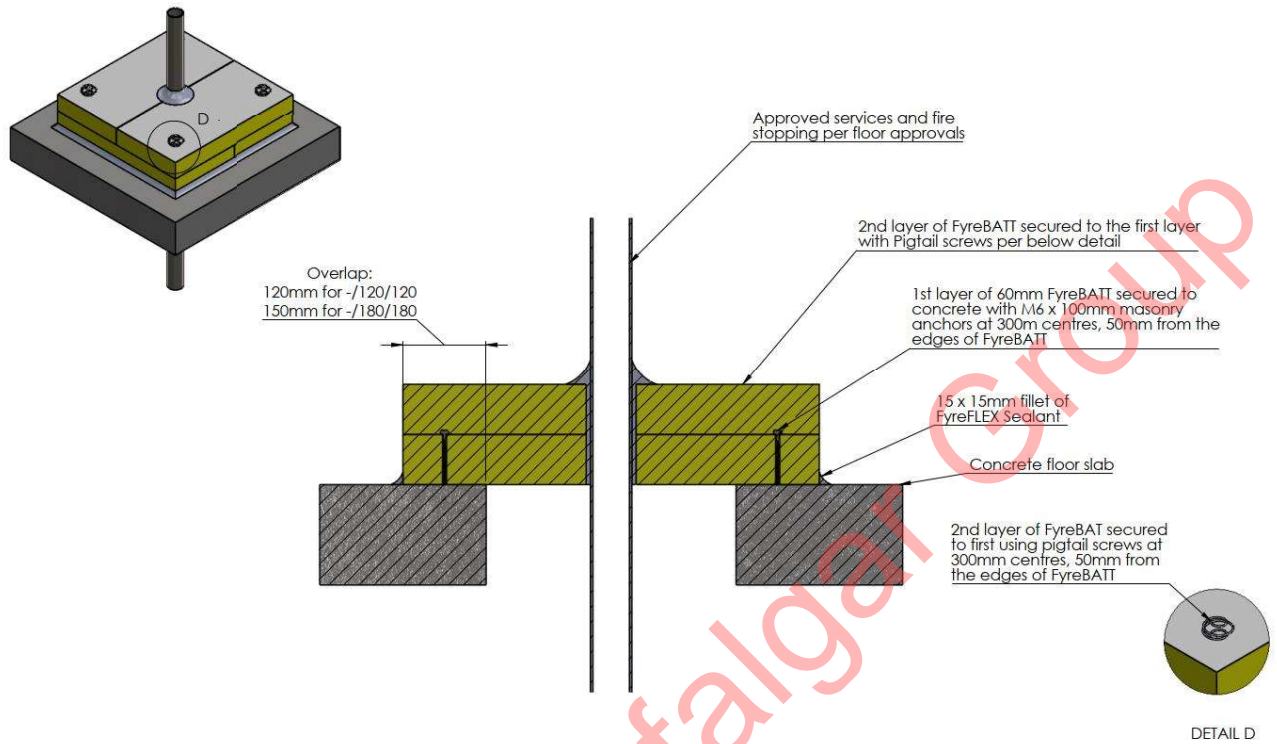 D
Approved services and fire
stopping per floor approvals
2nd layer of FyreBATT secured to the first layer
with Pigtail screws per below detail
Overlap:
120mm for -/120/120
150mm for -/180/180
1st layer of 60mm FyreBATT secured to
concrete with M6 x 100mm masonry
anchors at 300m centres, 50mm from the
edges of FyreBATT
15 x 15mm fillet of
FyreFLEX Sealant
Concrete floor slab
2nd layer of FyreBAT secured
to first using pigtail screws at
300mm centres, 50mm from
the edges of FyreBATT
DETAIL D
falgar Group